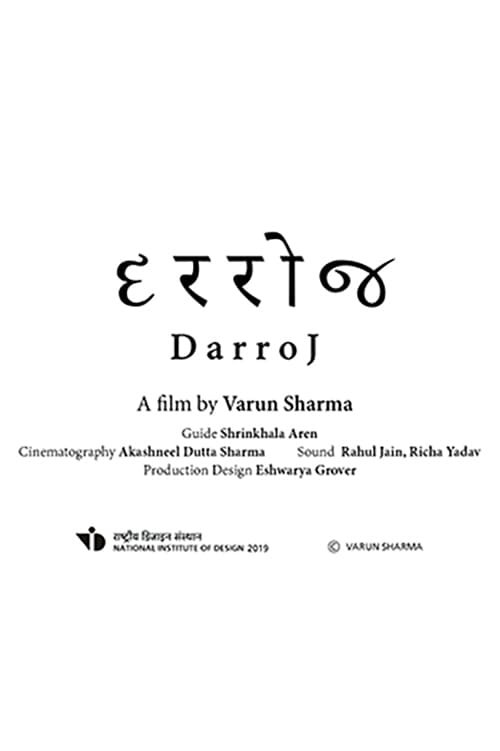 દરરોજ
DarroJ
A film by Varun Sharma
Guide Shrinkhala Aren
Cinematography Akashneel Dutta Sharma Sound Rahul Jain, Richa Yadav
Production Design Eshwarya Grover
राष्ट्रीय डिज़ाइन संस्थान
NATIONAL INSTITUTE OF DESIGN 2019
© VARUN SHARMA